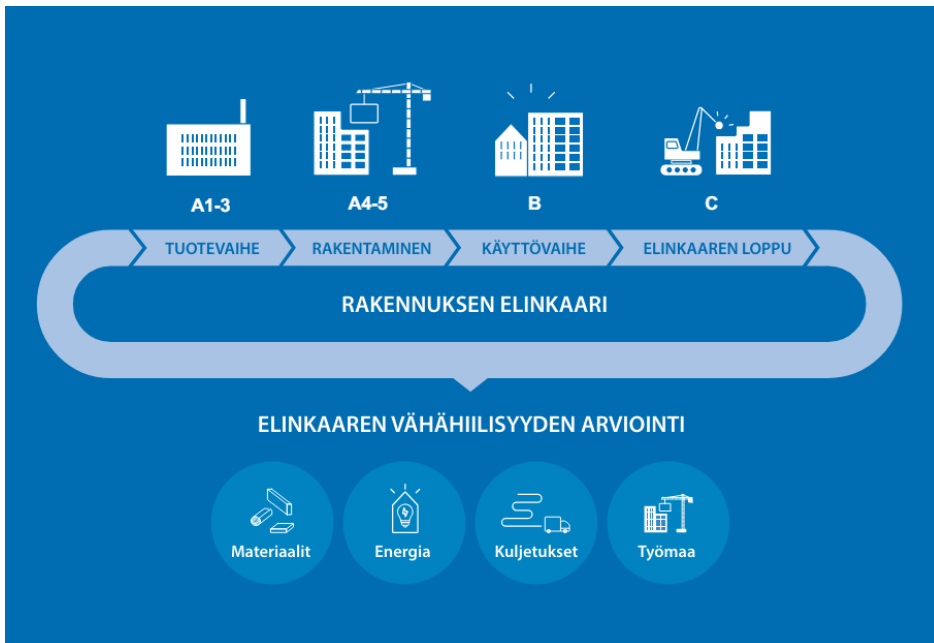 A1-3
A4-5
B
C
TUOTEVAIHE
RAKENTAMINEN
KÄYTTÖVAIHE
ELINKAAREN LOPPU
RAKENNUKSEN ELINKAARI
ELINKAAREN VÄHÄHIILISYYDEN ARVIOINTI
Materiaalit
Energia
Kuljetukset
Työmaa